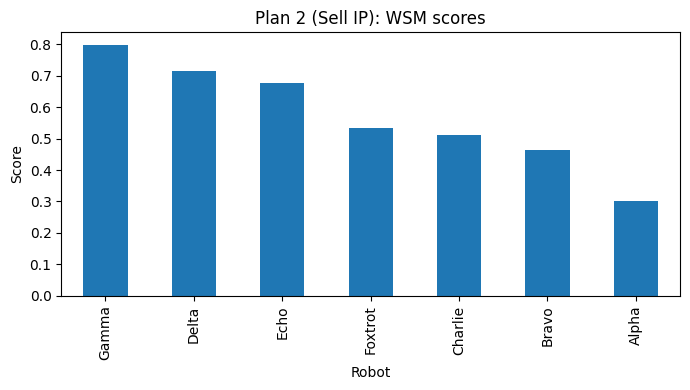 Plan 2 (Sell IP): WSM scores
Score
0.8
0.7
0.6
0.5
0.4
0.3
0.2
0.1
0.0
Gamma
Delta
Echo
Foxtrot
Charlie
Bravo
Alpha
Robot